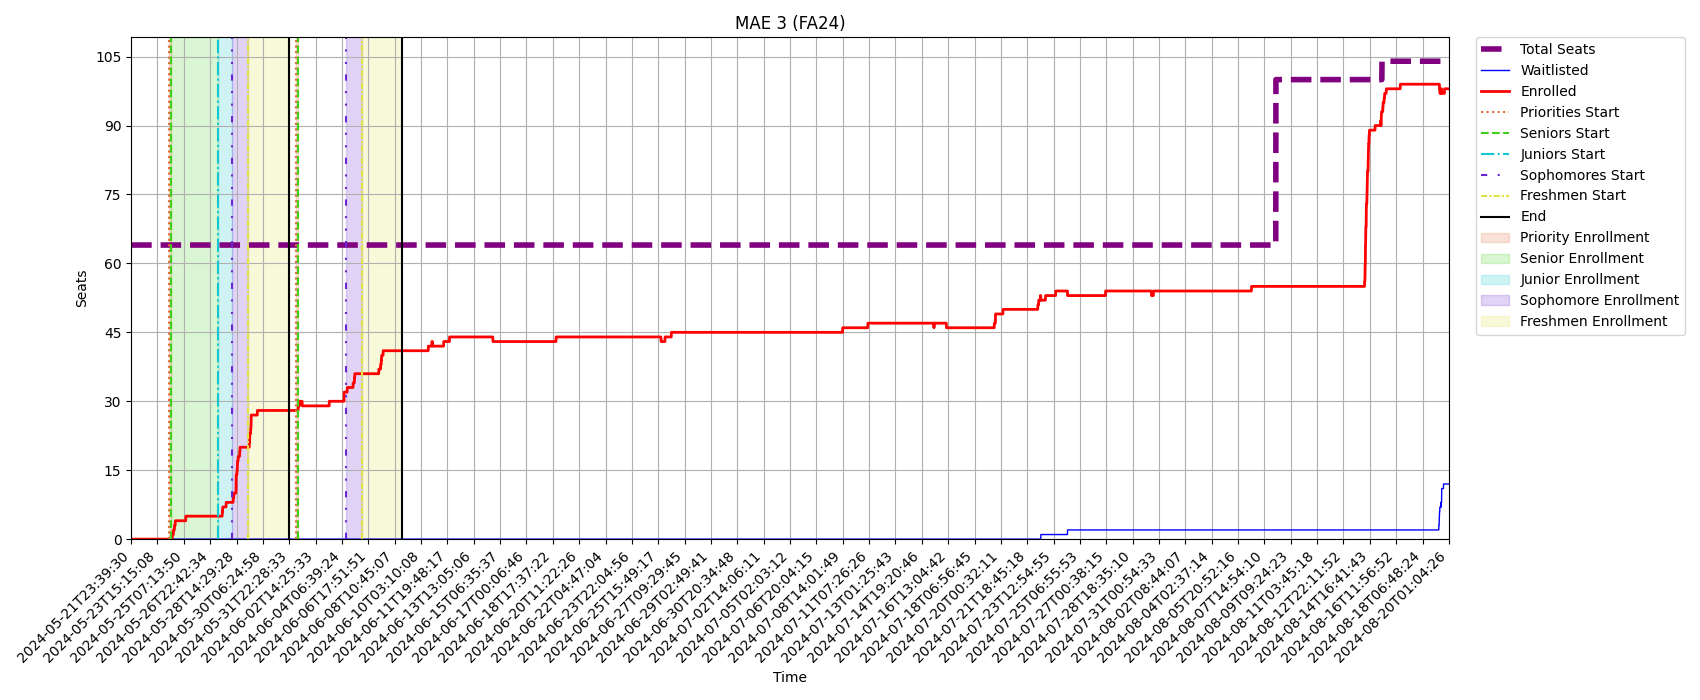 MAE 3 (FA24)
105
90
75
60
45
30
15
0
Seats
2024-05-21T23:39:30
2024-05-23T15:15:08
2024-05-25T07:13:50
2024-05-26T22:42:34
2024-05-28T14:29:28
2024-05-30T06:24:58
2024-05-31T22:28:33
2024-06-02T14:25:33
2024-06-04T06:39:24
2024-06-06T17:51:51
2024-06-08T10:45:07
2024-06-10T03:10:08
2024-06-11T19:48:17
2024-06-13T13:05:06
2024-06-15T06:35:37
2024-06-17T00:06:46
2024-06-18T17:37:22
2024-06-20T11:22:26
2024-06-22T04:47:04
2024-06-23T22:04:56
2024-06-25T15:49:17
2024-06-27T09:29:45
2024-06-29T02:49:41
2024-06-30T20:34:48
2024-07-02T14:06:11
2024-07-05T02:03:12
2024-07-06T20:04:15
2024-07-08T14:01:49
2024-07-11T07:26:26
2024-07-13T01:25:43
2024-07-14T19:20:46
2024-07-16T13:04:42
2024-07-18T06:56:45
2024-07-20T00:32:11
2024-07-21T18:45:18
2024-07-23T12:54:55
2024-07-25T06:55:53
2024-07-27T00:38:15
2024-07-28T18:35:10
2024-07-31T00:54:33
2024-08-02T08:44:07
2024-08-04T02:37:14
2024-08-05T20:52:16
2024-08-07T14:54:10
2024-08-09T09:24:23
2024-08-11T03:45:18
2024-08-12T22:11:52
2024-08-14T16:41:43
2024-08-16T11:56:52
2024-08-18T06:48:24
2024-08-20T01:04:26
Time
Total Seats
Waitlisted
Enrolled
Priorities Start
Seniors Start
Juniors Start
Sophomores Start
Freshmen Start
End
Priority Enrollment
Senior Enrollment
Junior Enrollment
Sophomore Enrollment
Freshmen Enrollment